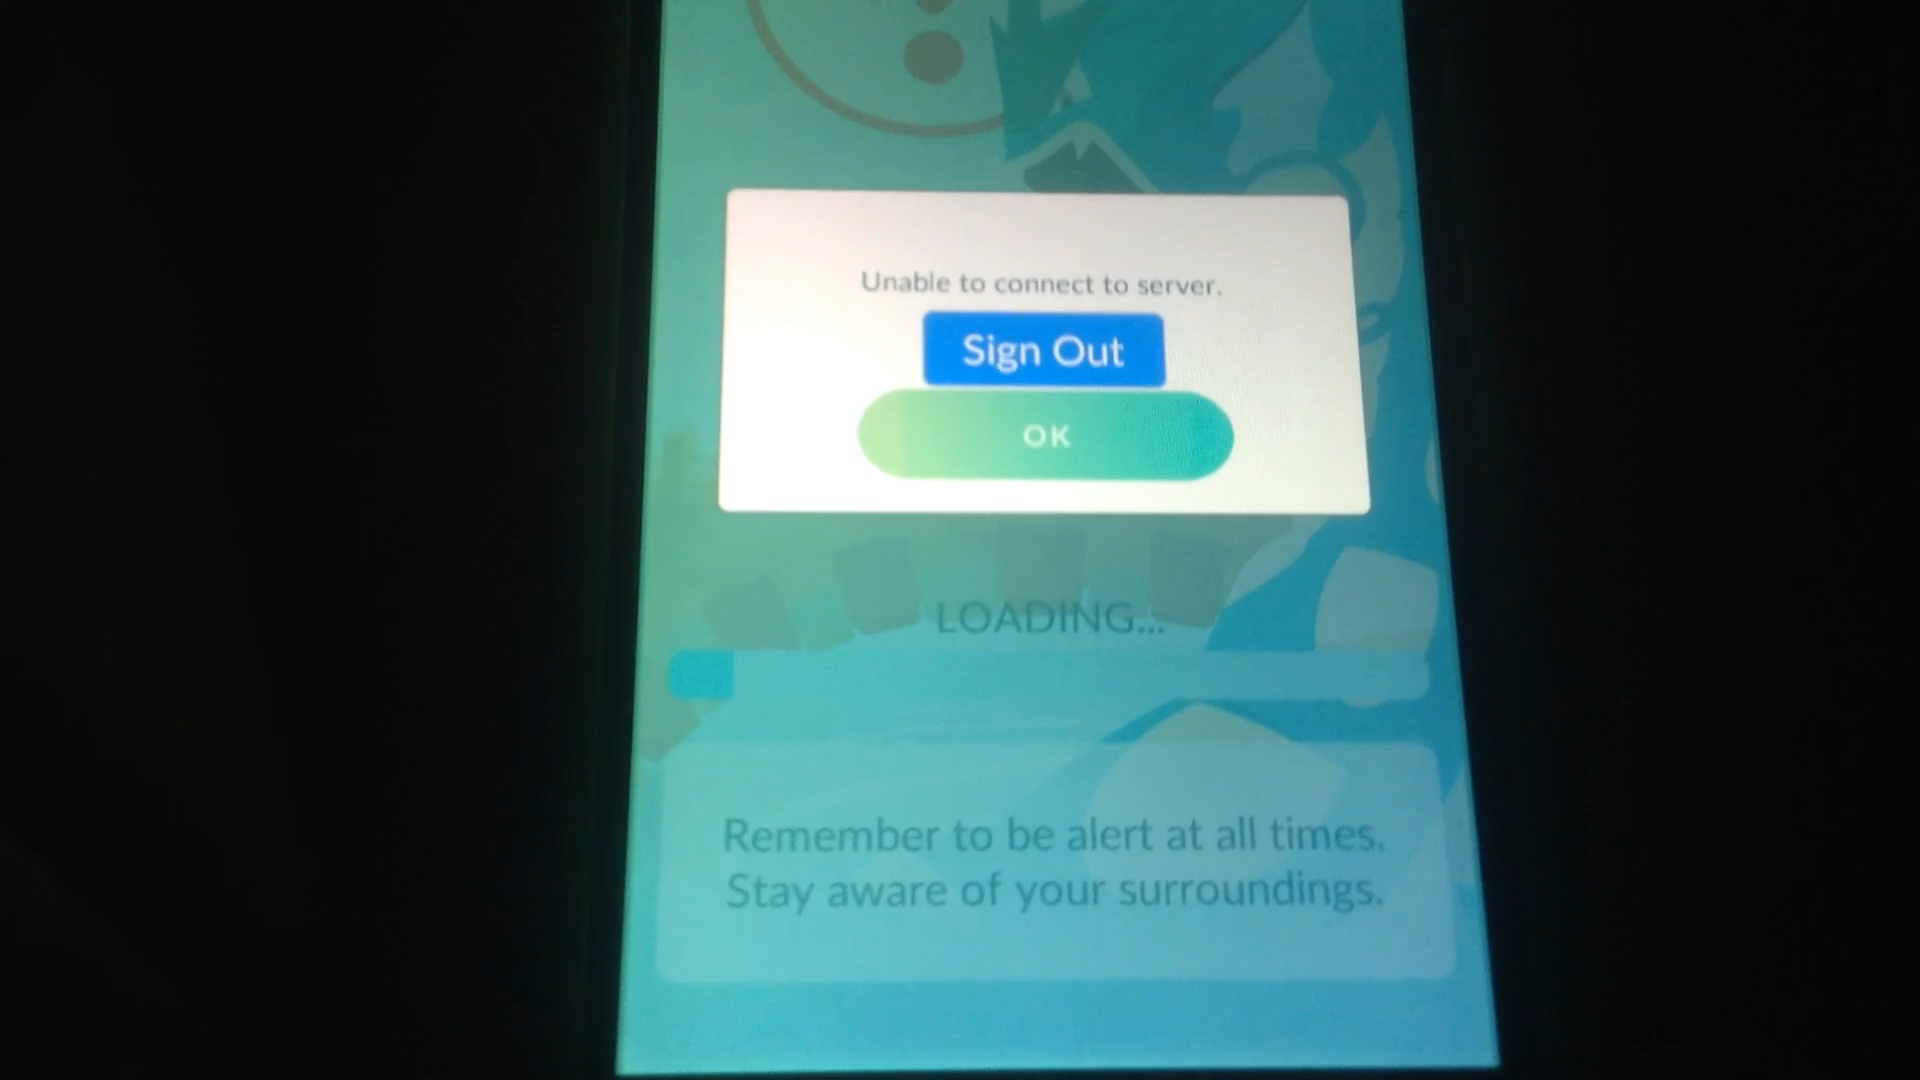 Unable to connect to server.
Sign Out
OK
LOADING...
Remember to be alert at all times.
Stay aware of your surroundings.